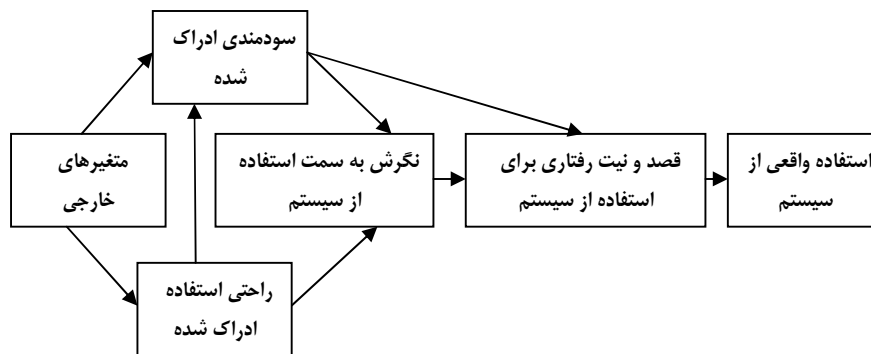 سودمندی ادراک
شده
متغیرهای
خارجی
نگرش به سمت استفاده
از سیستم
قصد و نیت رفتاری برای
استفاده از سیستم
استفاده واقعی از
سیستم
راحتی استفاده
ادراک شده